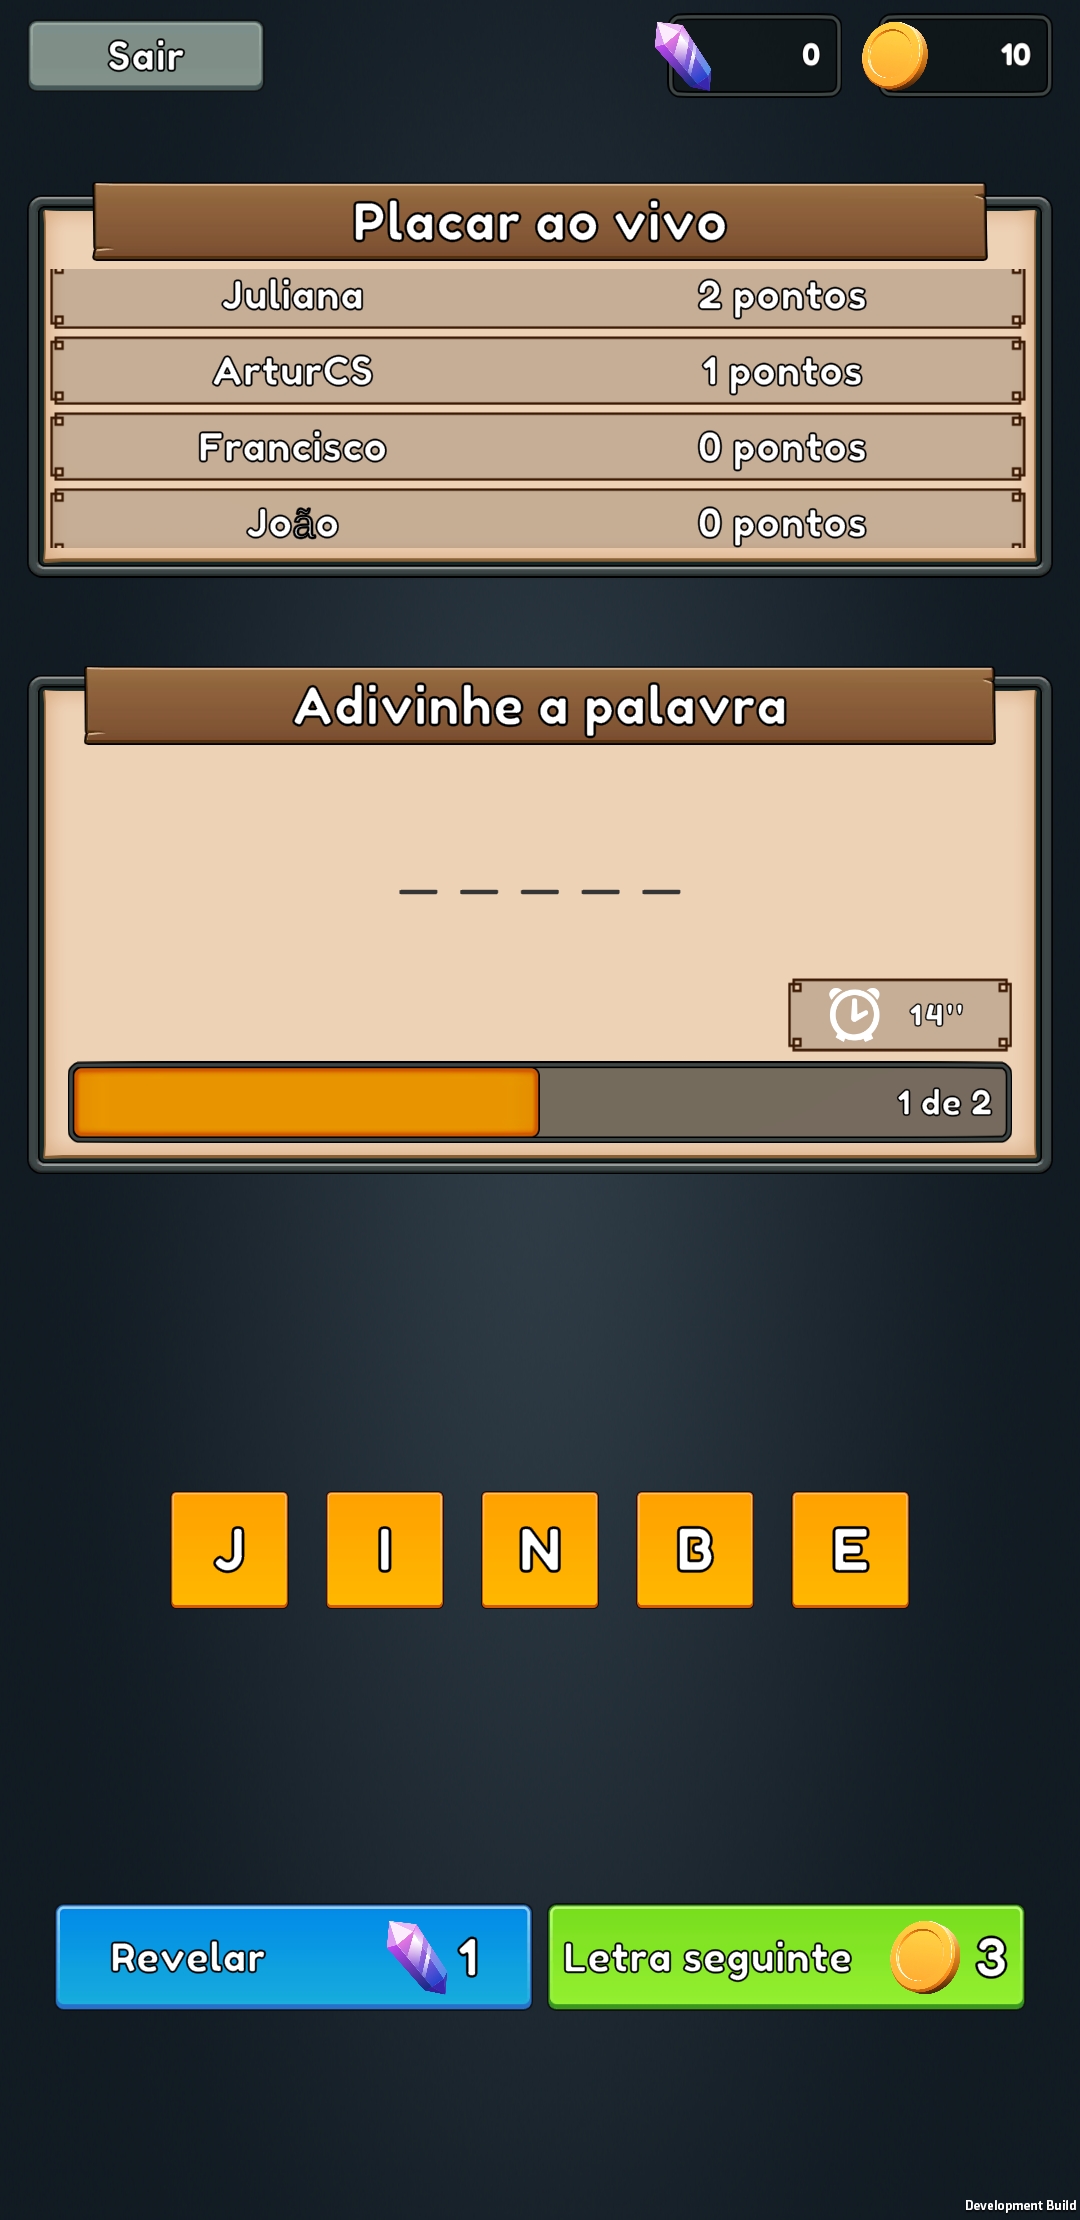 Sair
0
10
Placar ao vivo
Juliana 2 pontos
ArturCS 1 pontos
Francisco 0 pontos
João 0 pontos
Adivinhe a palavra
_ _ _ _ _
14''
1 de 2
J I N B E
Revelar 1
Letra seguinte 3
Development Build